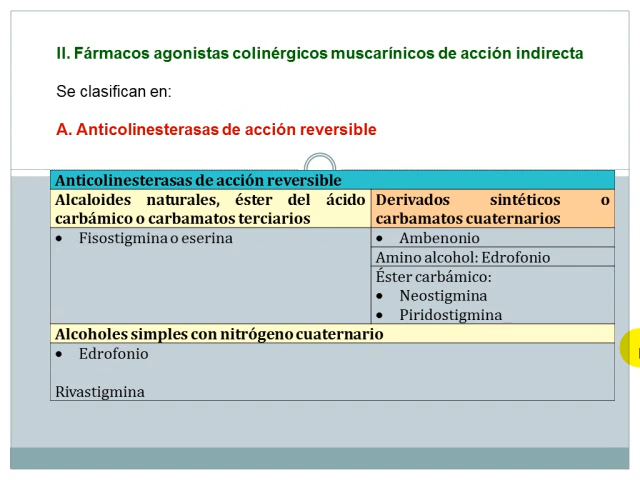 II. Fármacos agonistas colinérgicos muscarínicos de acción indirecta
Se clasifican en:
A. Anticolinesterasas de acción reversible
Anticolinesterasas de acción reversible
Alcaloides naturales, éster del ácido
carbámico o carbamatos terciarios
Derivados sintéticos o
carbamatos cuaternarios
• Fisostigmina o eserina
• Ambenonio
Amino alcohol: Edrofonio
Éster carbámico:
• Neostigmina
• Piridostigmina
Alcoholes simples con nitrógeno cuaternario
• Edrofonio
Rivastigmina